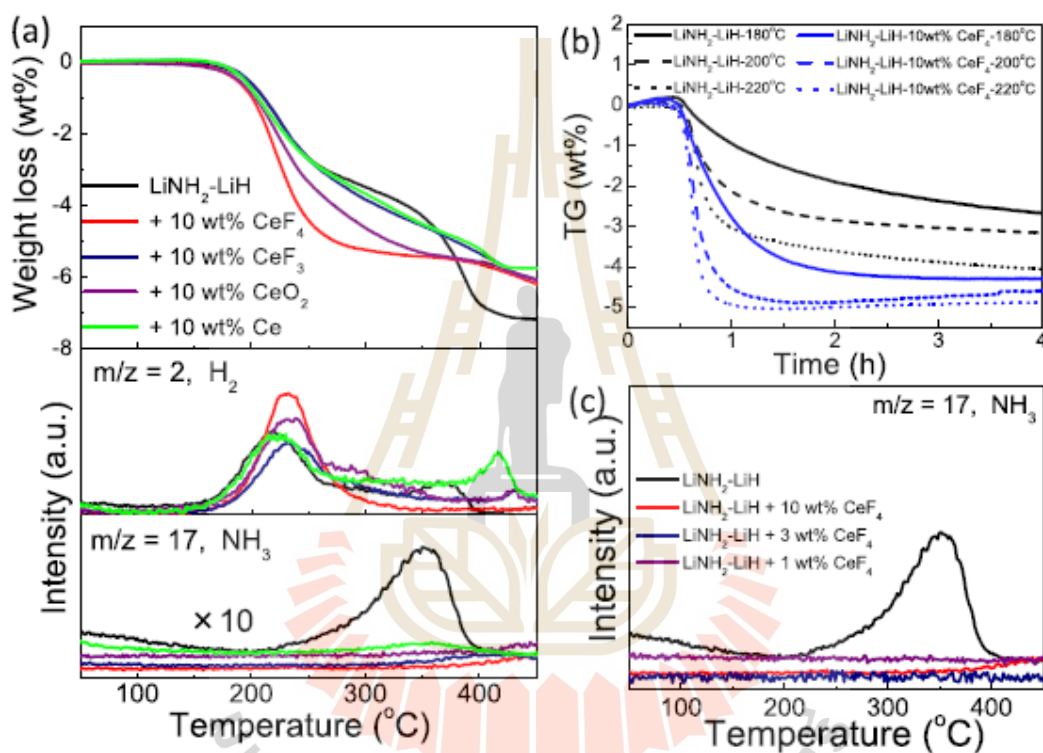 (a)
Weight loss (wt%)
0
-2
-4
-6
-8
LiNH₂-LiH
+ 10 wt% CeF₄
+ 10 wt% CeF₃
+ 10 wt% CeO₂
+ 10 wt% Ce
m/z = 2, H₂
m/z = 17, NH₃
×10
Intensity (a.u.)
100 200 300 400
Temperature (°C)
(b)
LiNH₂-LiH-180°C
LiNH₂-LiH-200°C
LiNH₂-LiH-220°C
LiNH₂-LiH-10wt% CeF₄-180°C
LiNH₂-LiH-10wt% CeF₄-200°C
LiNH₂-LiH-10wt% CeF₄-220°C
TG (wt%)
2
1
0
-1
-2
-3
-4
-5
0 1 2 3 4
Time (h)
(c)
m/z = 17, NH₃
LiNH₂-LiH
LiNH₂-LiH + 10 wt% CeF₄
LiNH₂-LiH + 3 wt% CeF₄
LiNH₂-LiH + 1 wt% CeF₄
Intensity (a.u.)
100 200 300 400
Temperature (°C)